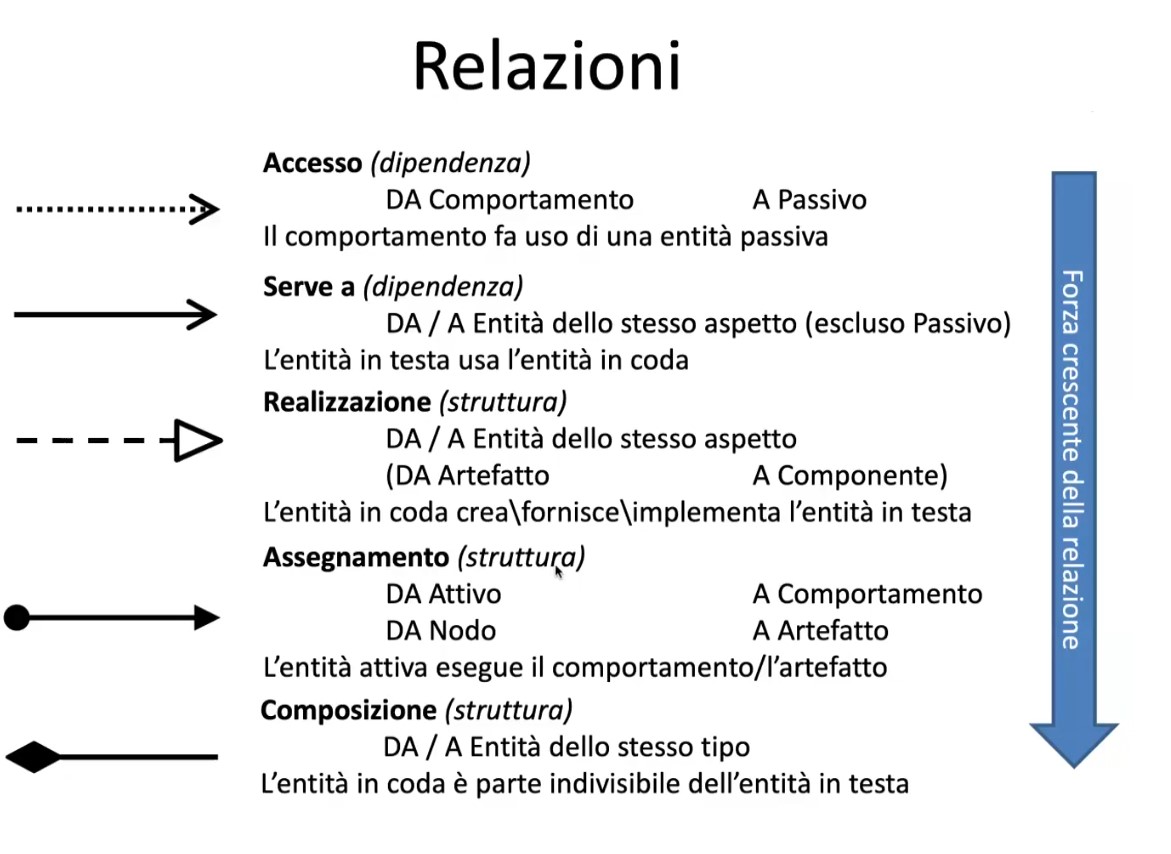 Relazioni
Accesso (dipendenza)
DA Comportamento A Passivo
Il comportamento fa uso di una entità passiva
Serve a (dipendenza)
DA / A Entità dello stesso aspetto (escluso Passivo)
L’entità in testa usa l’entità in coda
Realizzazione (struttura)
DA / A Entità dello stesso aspetto
(DA Artefatto A Componente)
L’entità in coda crea\fornisce\implementa l’entità in testa
Assegnamento (struttura)
DA Attivo A Comportamento
DA Nodo A Artefatto
L’entità attiva esegue il comportamento/l’artefatto
Composizione (struttura)
DA / A Entità dello stesso tipo
L’entità in coda è parte indivisibile dell’entità in testa
Forza crescente della relazione